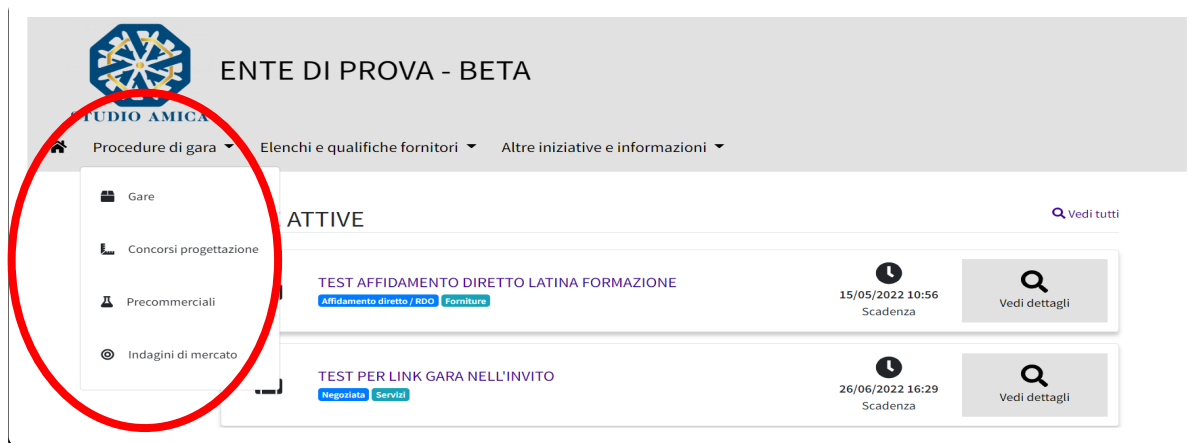 ENTE DI PROVA - BETA
STUDIO AMICA
Procedure di gara Elenchi e qualifiche fornitori Altre iniziative e informazioni
Gare
Concorsi progettazione
Precommerciali
Indagini di mercato
ATTIVE
Vedi tutti
TEST AFFIDAMENTO DIRETTO LATINA FORMAZIONE
Affidamento diretto / RDO Forniture
15/05/2022 10:56
Scadenza
Vedi dettagli
TEST PER LINK GARA NELL'INVITO
Negoziata Servizi
26/06/2022 16:29
Scadenza
Vedi dettagli